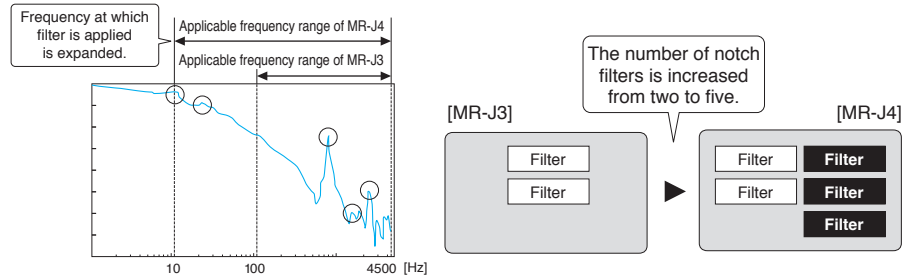 Frequency at which
filter is applied
is expanded.
Applicable frequency range of MR-J4
Applicable frequency range of MR-J3
10
100
4500 [Hz]
The number of notch
filters is increased
from two to five.
[MR-J3]
Filter
Filter
[MR-J4]
Filter Filter
Filter Filter
Filter